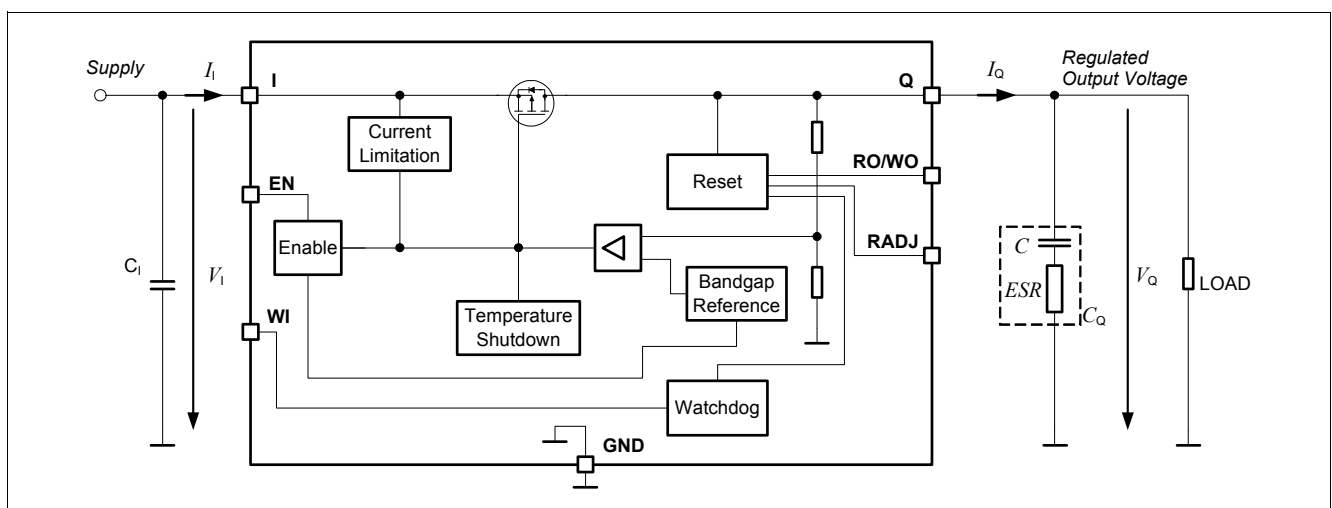 Supply
I_I
I
Q
I_Q
Regulated
Output Voltage
Current
Limitation
RO/WO
Reset
EN
Enable
RADJ
C
C_I
V_I
Bandgap
Reference
ESR
V_Q
LOAD
WI
Temperature
Shutdown
C_Q
Watchdog
GND